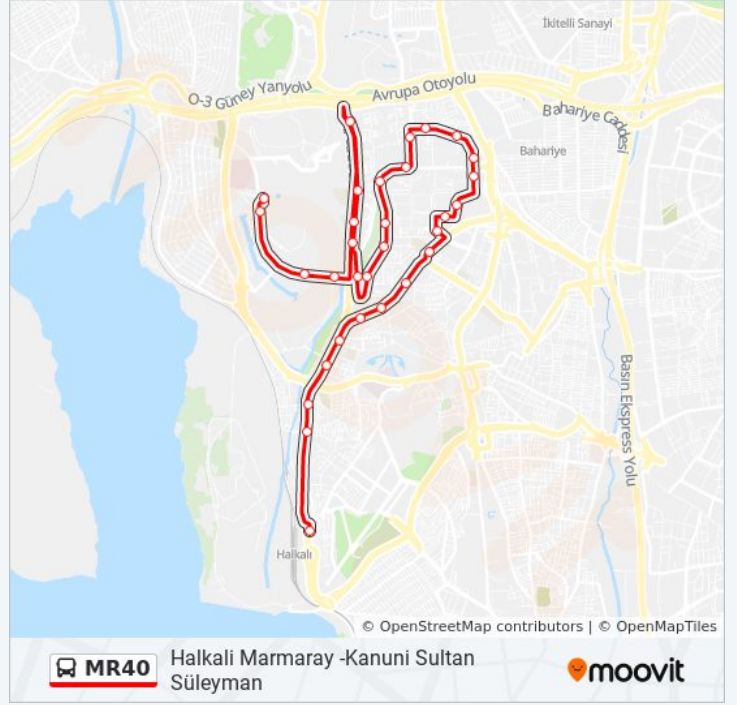 İkitelli Sanayi
O-3 Güney Yanyolu
Avrupa Otoyolu
Bahariye Caddesi
Bahariye
Basın Ekspress Yolu
Halkalı
© OpenStreetMap contributors | © OpenMapTiles
MR40
Halkali Marmaray -Kanuni Sultan
Süleyman
moovit